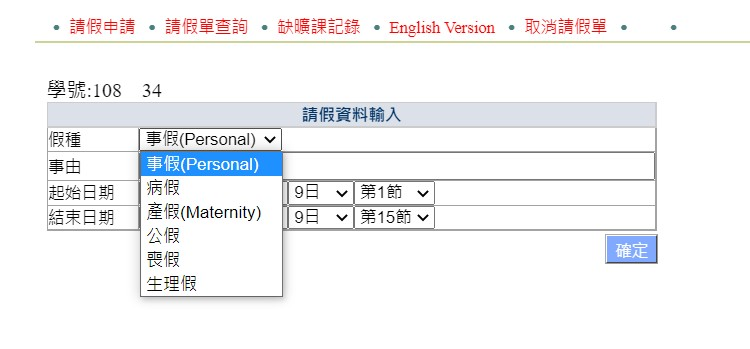 • 請假申請 • 請假單查詢 • 缺曠課記錄 • English Version • 取消請假單 • •
學號:108 34
請假資料輸入
假種 事假(Personal)
事由
事假(Personal)
病假
起始日期 9日 第1節
產假(Maternity)
結束日期 9日 第15節
公假
喪假
生理假
確定